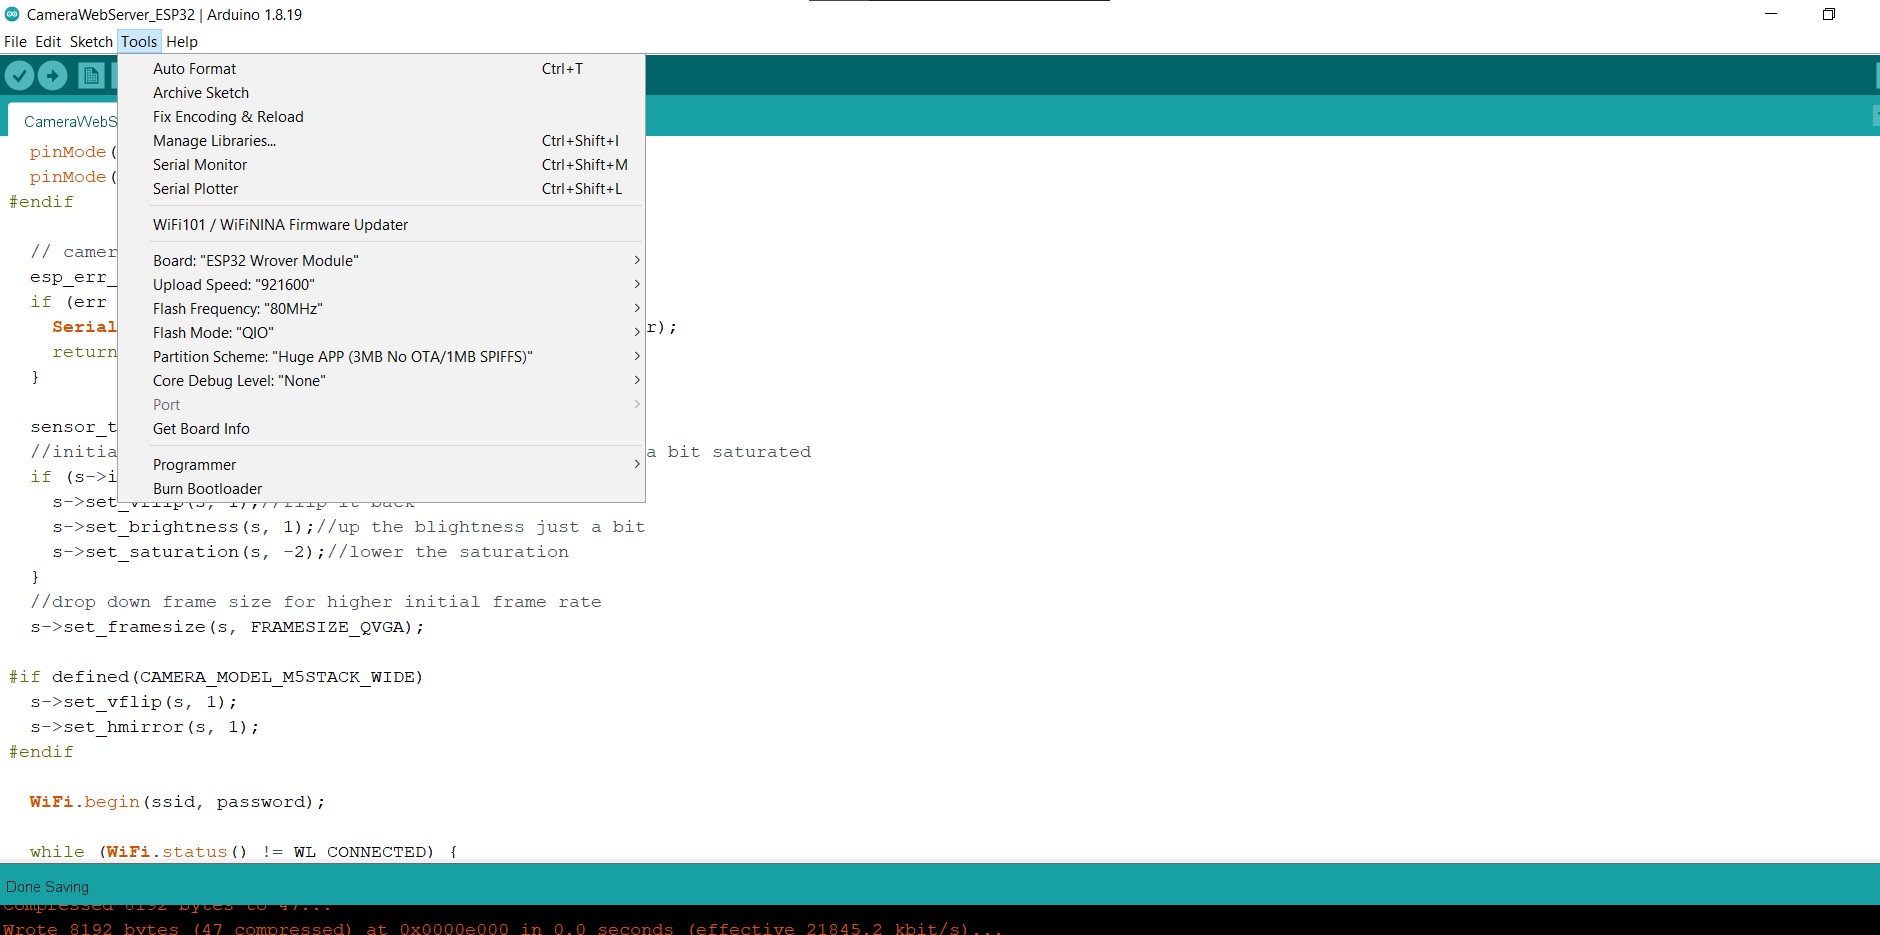 CameraWebServer_ESP32 | Arduino 1.8.19
File Edit Sketch Tools Help
Auto Format Ctrl+T
Archive Sketch
Fix Encoding & Reload
Manage Libraries... Ctrl+Shift+I
Serial Monitor Ctrl+Shift+M
Serial Plotter Ctrl+Shift+L
WiFi101 / WiFiNINA Firmware Updater
Board: "ESP32 Wrover Module"
Upload Speed: "921600"
Flash Frequency: "80MHz"
Flash Mode: "QIO"
Partition Scheme: "Huge APP (3MB No OTA/1MB SPIFFS)"
Core Debug Level: "None"
Port
Get Board Info
Programmer
Burn Bootloader
CameraWebS
pinMode(
pinMode(
#endif
// camer
esp_err_
if (err
Serial r);
return
}
sensor_t
//initia a bit saturated
if (s->i
s->set_vflip(s, 1);//flip it back
s->set_brightness(s, 1);//up the blightness just a bit
s->set_saturation(s, -2);//lower the saturation
}
//drop down frame size for higher initial frame rate
s->set_framesize(s, FRAMESIZE_QVGA);
#if defined(CAMERA_MODEL_M5STACK_WIDE)
s->set_vflip(s, 1);
s->set_hmirror(s, 1);
#endif
WiFi.begin(ssid, password);
while (WiFi.status() != WL_CONNECTED) {
Done Saving.
Compressed 8192 bytes to 47...
Wrote 8192 bytes (47 compressed) at 0x0000e000 in 0.0 seconds (effective 21845.2 kbit/s)...